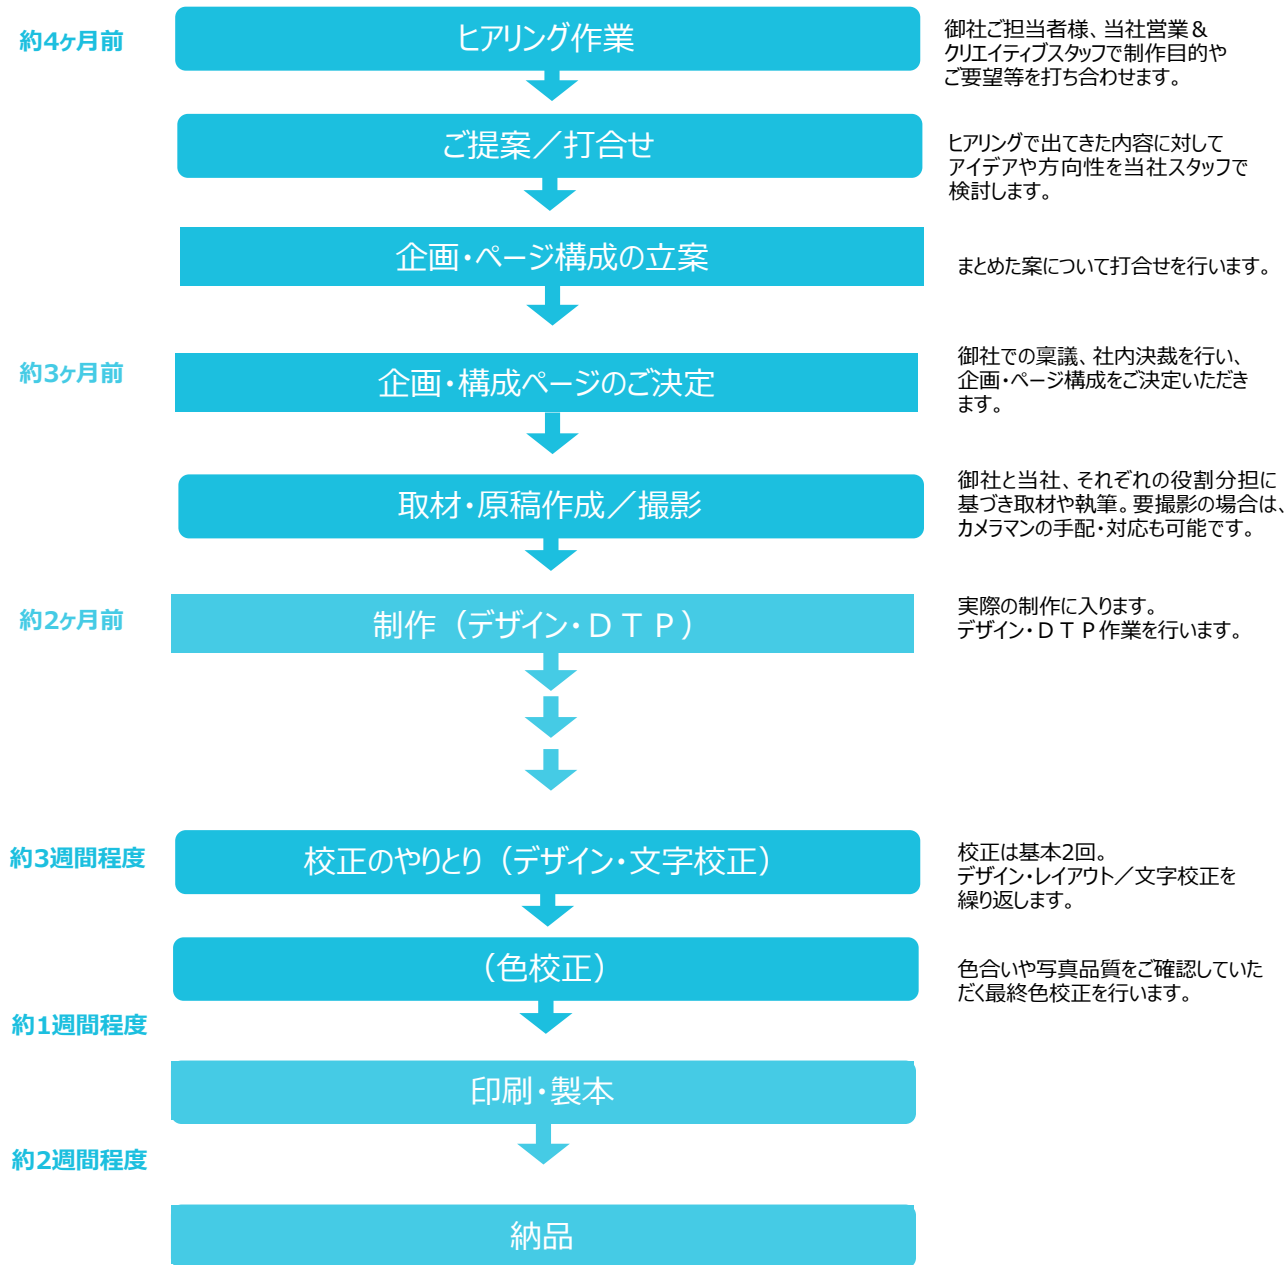 約4ヶ月前
ヒアリング作業
御社ご担当者様、当社営業＆
クリエイティブスタッフで制作目的や
ご要望等を打ち合わせます。
ご提案／打合せ
ヒアリングで出てきた内容に対して
アイデアや方向性を当社スタッフで
検討します。
企画・ページ構成の立案
まとめた案について打合せを行います。
約3ヶ月前
企画・構成ページのご決定
御社での稟議、社内決裁を行い、
企画・ページ構成をご決定いただき
ます。
取材・原稿作成／撮影
御社と当社、それぞれの役割分担に
基づき取材や執筆。要撮影の場合は、
カメラマンの手配・対応も可能です。
約2ヶ月前
制作（デザイン・ＤＴＰ）
実際の制作に入ります。
デザイン・ＤＴＰ作業を行います。
約3週間程度
校正のやりとり（デザイン・文字校正）
校正は基本2回。
デザイン・レイアウト／文字校正を
繰り返します。
（色校正）
色合いや写真品質をご確認していた
だく最終色校正を行います。
約1週間程度
印刷・製本
約2週間程度
納品